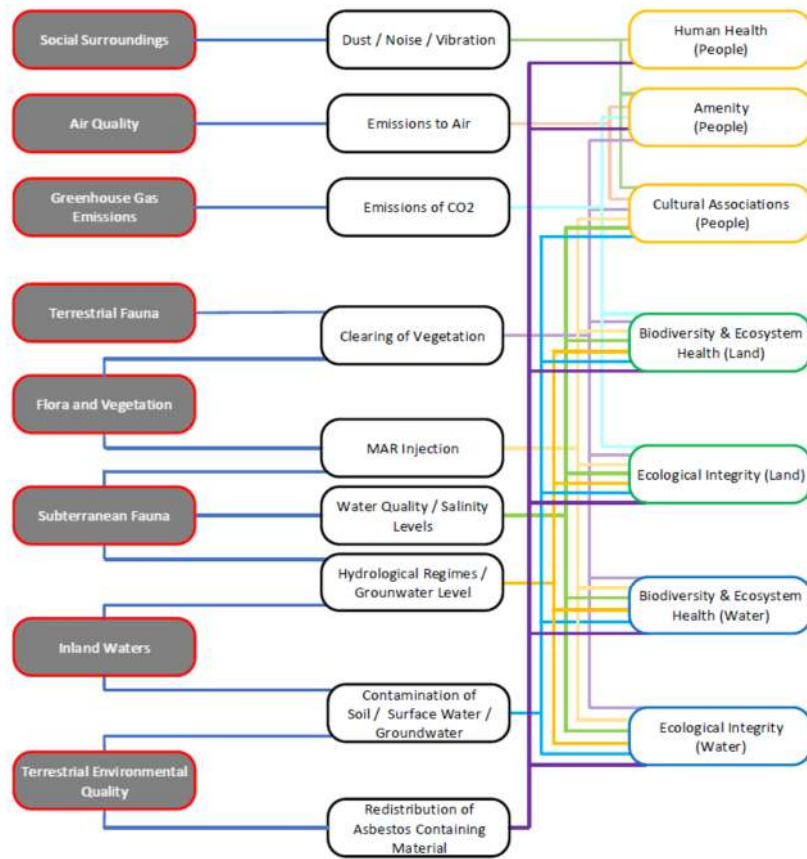 Social Surroundings
Dust / Noise / Vibration
Human Health
(People)
Air Quality
Emissions to Air
Amenity
(People)
Greenhouse Gas
Emissions
Emissions of CO2
Cultural Associations
(People)
Terrestrial Fauna
Clearing of Vegetation
Biodiversity & Ecosystem
Health (Land)
Flora and Vegetation
MAR Injection
Ecological Integrity (Land)
Subterranean Fauna
Water Quality / Salinity
Levels
Hydrological Regimes /
Grounwater Level
Biodiversity & Ecosystem
Health (Water)
Inland Waters
Contamination of
Soil / Surface Water /
Groundwater
Ecological Integrity
(Water)
Terrestrial Environmental
Quality
Redistribution of
Asbestos Containing
Material